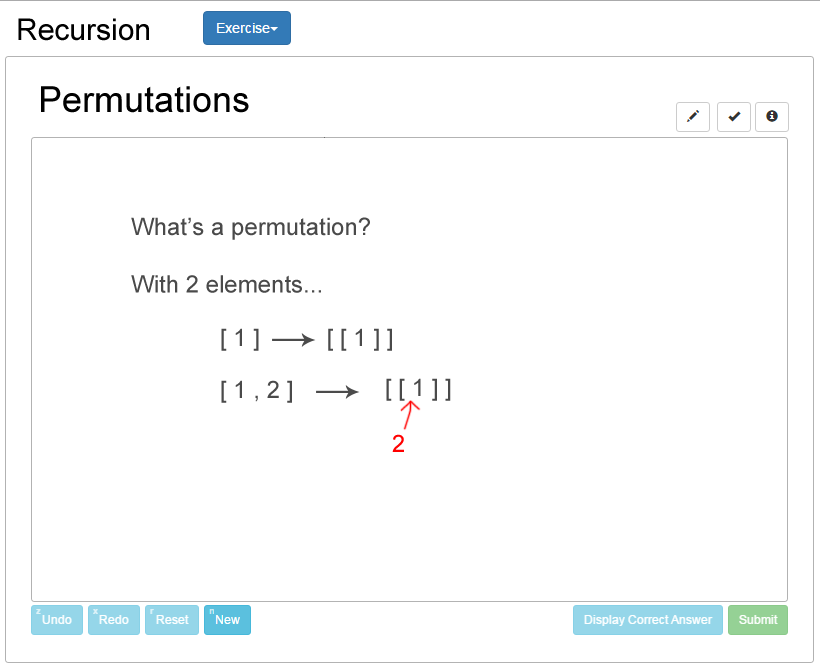 Recursion
Exercise
Permutations
What's a permutation?
With 2 elements...
[ 1 ] ⟶ [ [ 1 ] ]
[ 1 , 2 ] ⟶ [ [ 1 ] ]
2
z Undo x Redo r Reset n New Display Correct Answer Submit